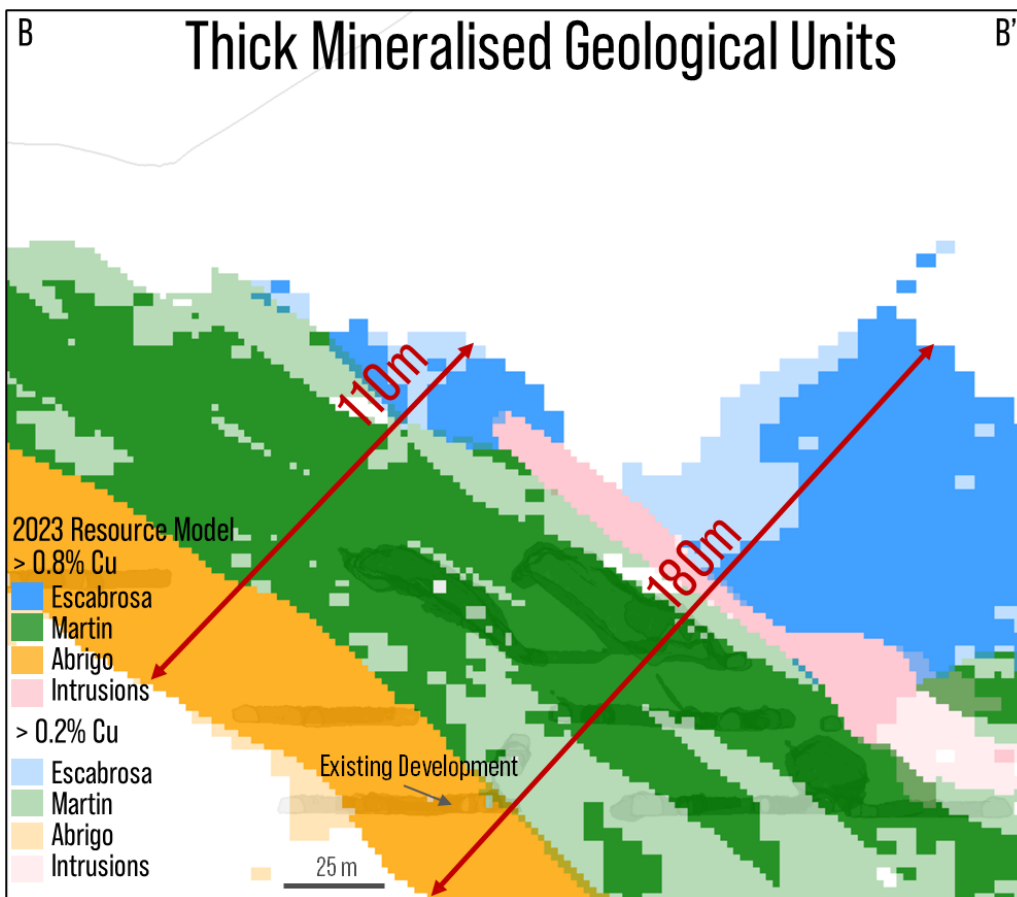 B
Thick Mineralised Geological Units
B'
110m
180m
2023 Resource Model
> 0.8% Cu
Escabrosa
Martin
Abrigo
Intrusions
> 0.2% Cu
Escabrosa
Martin
Abrigo
Intrusions
Existing Development
25 m